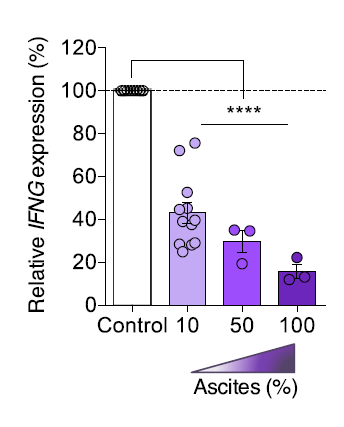 Relative IFNG expression (%)
120
100
80
60
40
20
0
****
Control 10 50 100
Ascites (%)